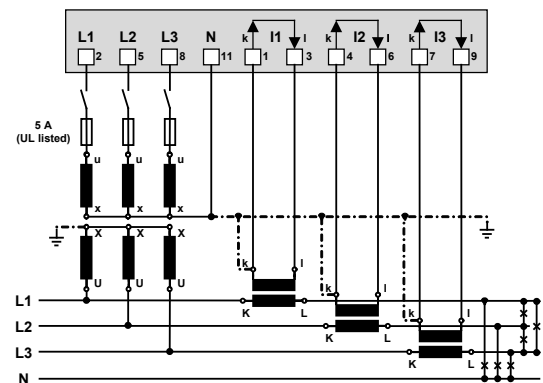 L1 L2 L3 N I1 I2 I3
k l k l k l
2 5 8 11 1 3 4 6 7 9
5 A
(UL listed)
u u u
x x x
X X X
U U U
k l
k l
k l
L1
K L
L2
K L
L3
K L
N